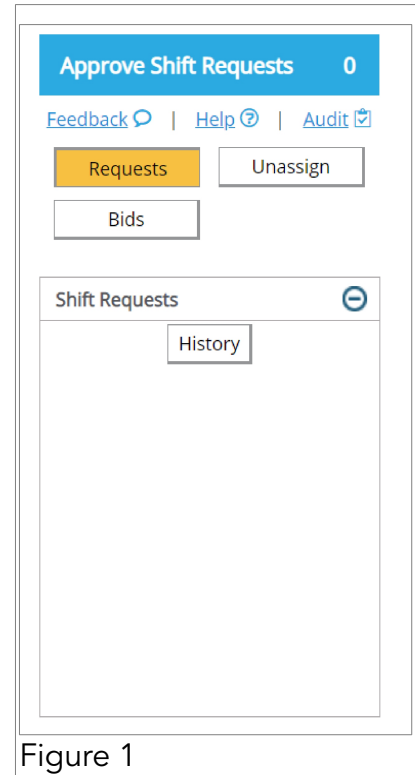 Approve Shift Requests 0
Feedback | Help | Audit
Requests Unassign
Bids
Shift Requests
History
Figure 1